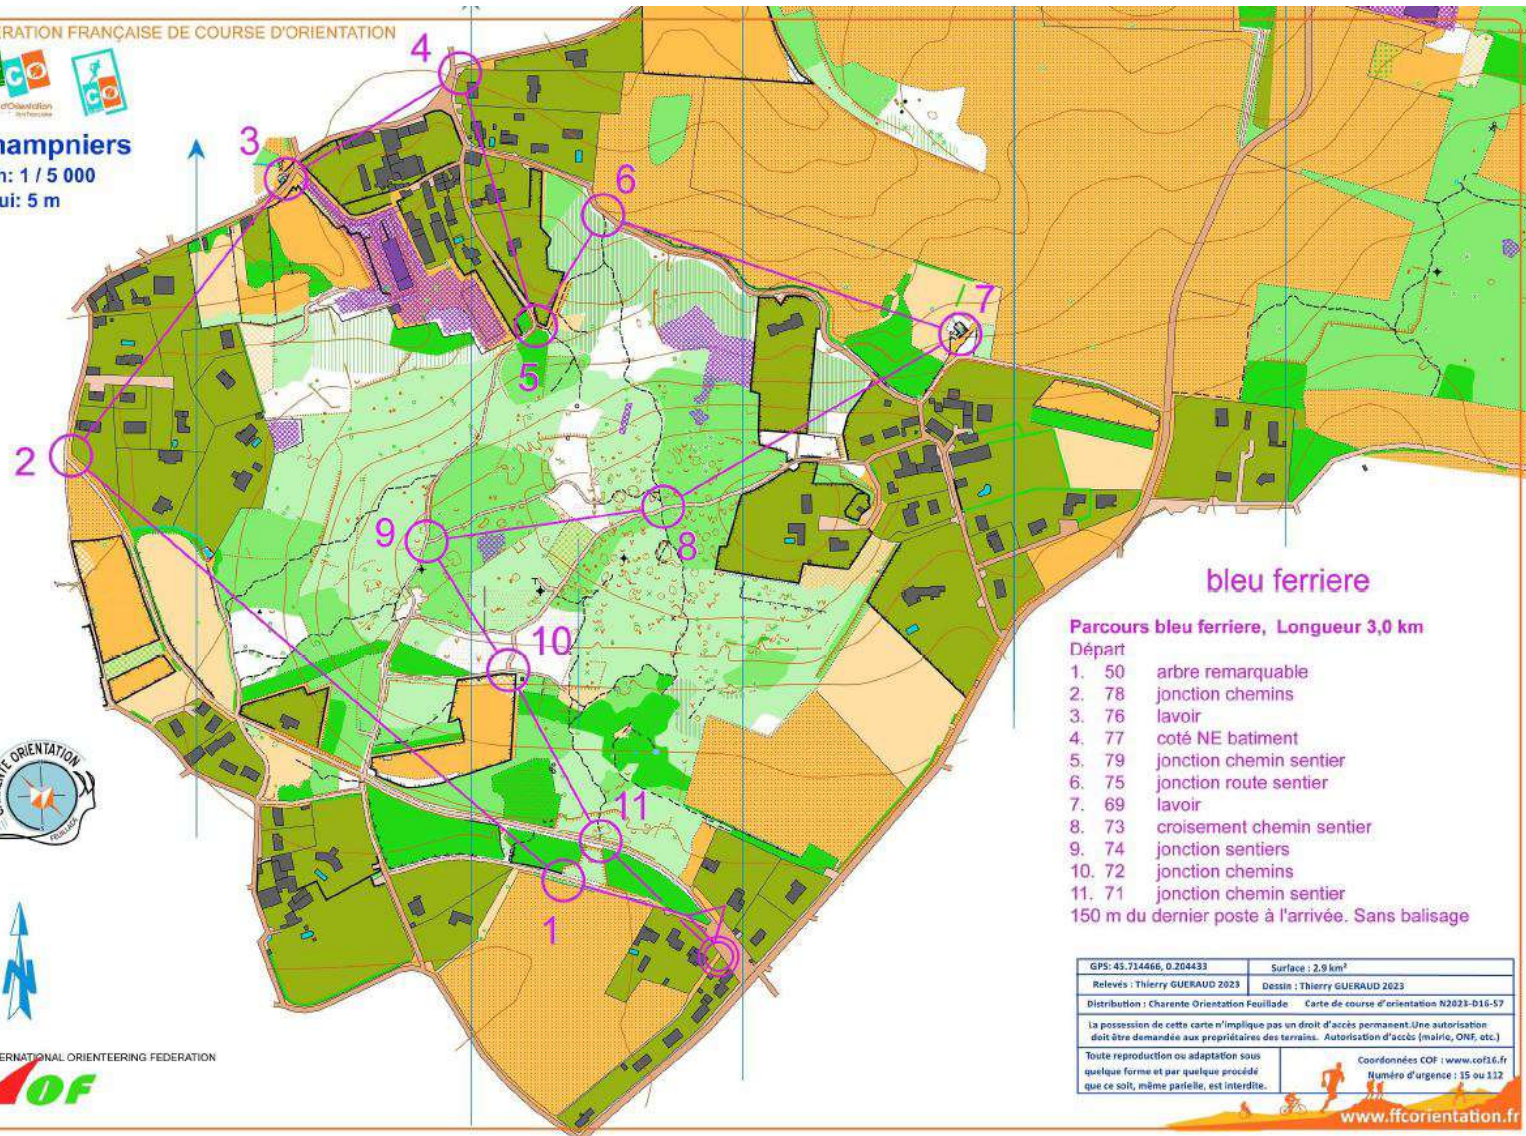 ERATION FRANÇAISE DE COURSE D'ORIENTATION
CO
CO
d'Orientation
hampniers
n: 1 / 5 000
ui: 5 m
4
3
6
7
5
2
9
8
10
11
1
bleu ferriere
Parcours bleu ferriere, Longueur 3,0 km
Départ
1. 50 arbre remarquable
2. 78 jonction chemins
3. 76 lavoir
4. 77 coté NE batiment
5. 79 jonction chemin sentier
6. 75 jonction route sentier
7. 69 lavoir
8. 73 croisement chemin sentier
9. 74 jonction sentiers
10. 72 jonction chemins
11. 71 jonction chemin sentier
150 m du dernier poste à l'arrivée. Sans balisage
ENTE ORIENTATION
FEUILLADE
N
GPS: 45.714466, 0.204433 Surface : 2.9 km²
Relevés : Thierry GUERAUD 2023 Dessin : Thierry GUERAUD 2023
Distribution : Charente Orientation Feuillade Carte de course d'orientation N2023-D16-57
La possession de cette carte n'implique pas un droit d'accès permanent.Une autorisation
doit être demandée aux propriétaires des terrains. Autorisation d'accès (mairie, ONF, etc.)
Toute reproduction ou adaptation sous
quelque forme et par quelque procédé
que ce soit, même parielle, est interdite.
Coordonnées COF : www.cof16.fr
Numéro d'urgence : 15 ou 112
ERNATIONAL ORIENTEERING FEDERATION
OF
www.ffcorientation.fr